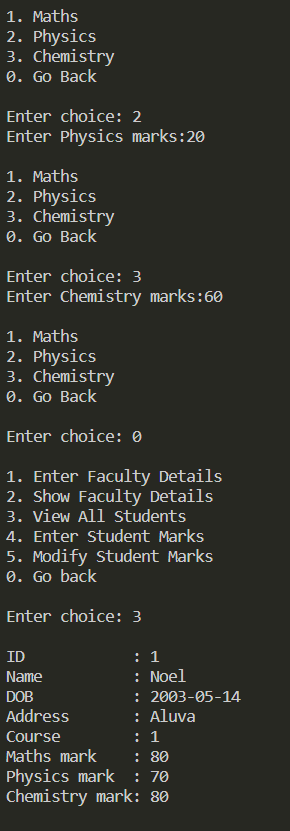 1. Maths
2. Physics
3. Chemistry
0. Go Back
Enter choice: 2
Enter Physics marks:20
1. Maths
2. Physics
3. Chemistry
0. Go Back
Enter choice: 3
Enter Chemistry marks:60
1. Maths
2. Physics
3. Chemistry
0. Go Back
Enter choice: 0
1. Enter Faculty Details
2. Show Faculty Details
3. View All Students
4. Enter Student Marks
5. Modify Student Marks
0. Go back
Enter choice: 3
ID            : 1
Name          : Noel
DOB           : 2003-05-14
Address       : Aluva
Course        : 1
Maths mark    : 80
Physics mark  : 70
Chemistry mark: 80